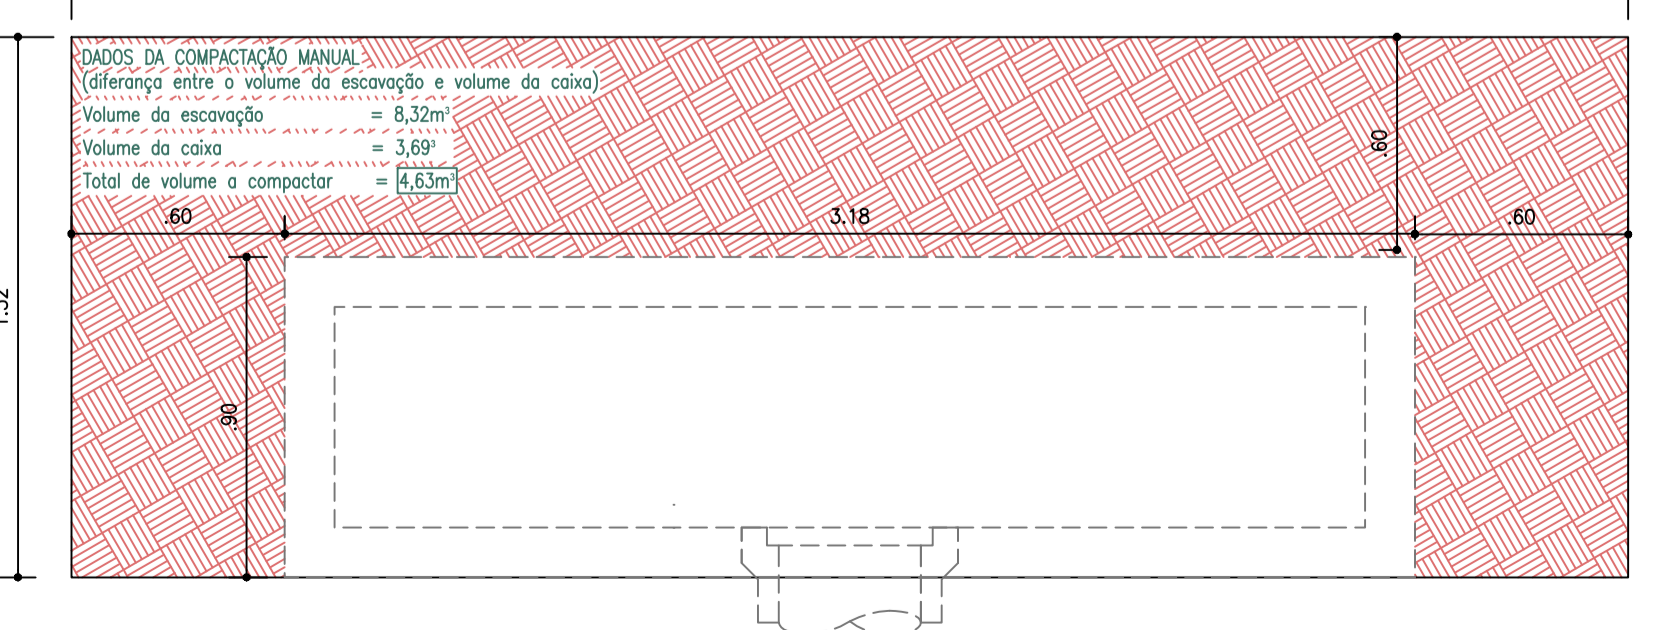 DADOS DA COMPACTAÇÃO MANUAL
(diferança entre o volume da escavação e volume da caixa)
Volume da escavação = 8,32m³
Volume da caixa = 3,69³
Total de volume a compactar = 4,63m³
.60
.60
3.18
.60
.90